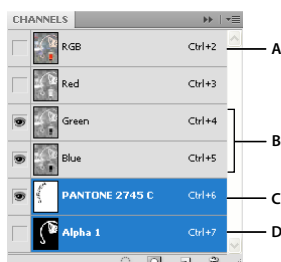 CHANNELS
RGB Ctrl+2 A
Red Ctrl+3
Green Ctrl+4
B
Blue Ctrl+5
PANTONE 2745 C Ctrl+6 C
Alpha 1 Ctrl+7 D